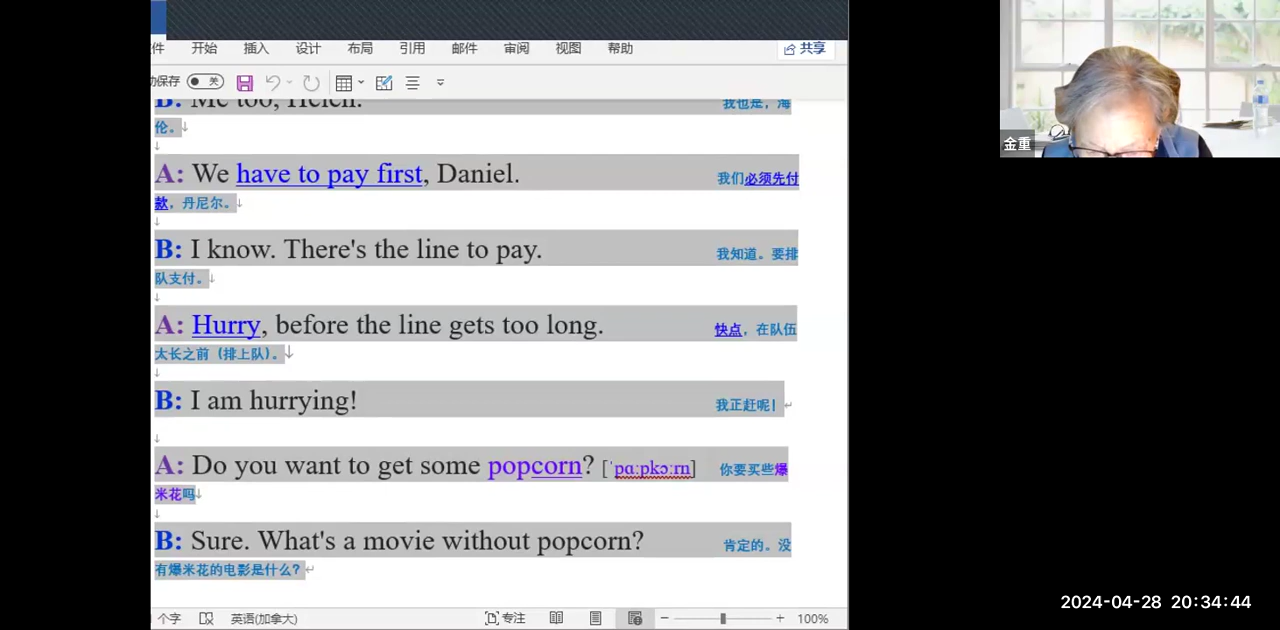 件 开始 插入 设计 布局 引用 邮件 审阅 视图 帮助 共享
动保存 关
B: Me too, Helen. 我也是，海
伦。
A: We have to pay first, Daniel. 我们必须先付
款，丹尼尔。
B: I know. There's the line to pay. 我知道。要排
队支付。
A: Hurry, before the line gets too long. 快点，在队伍
太长之前（排上队）。
B: I am hurrying! 我正赶呢！
A: Do you want to get some popcorn? [ˈpɑːpkɔːrn] 你要买些爆
米花吗
B: Sure. What's a movie without popcorn? 肯定的。没
有爆米花的电影是什么？
个字 英语(加拿大) 专注 100%
金重
2024-04-28 20:34:44